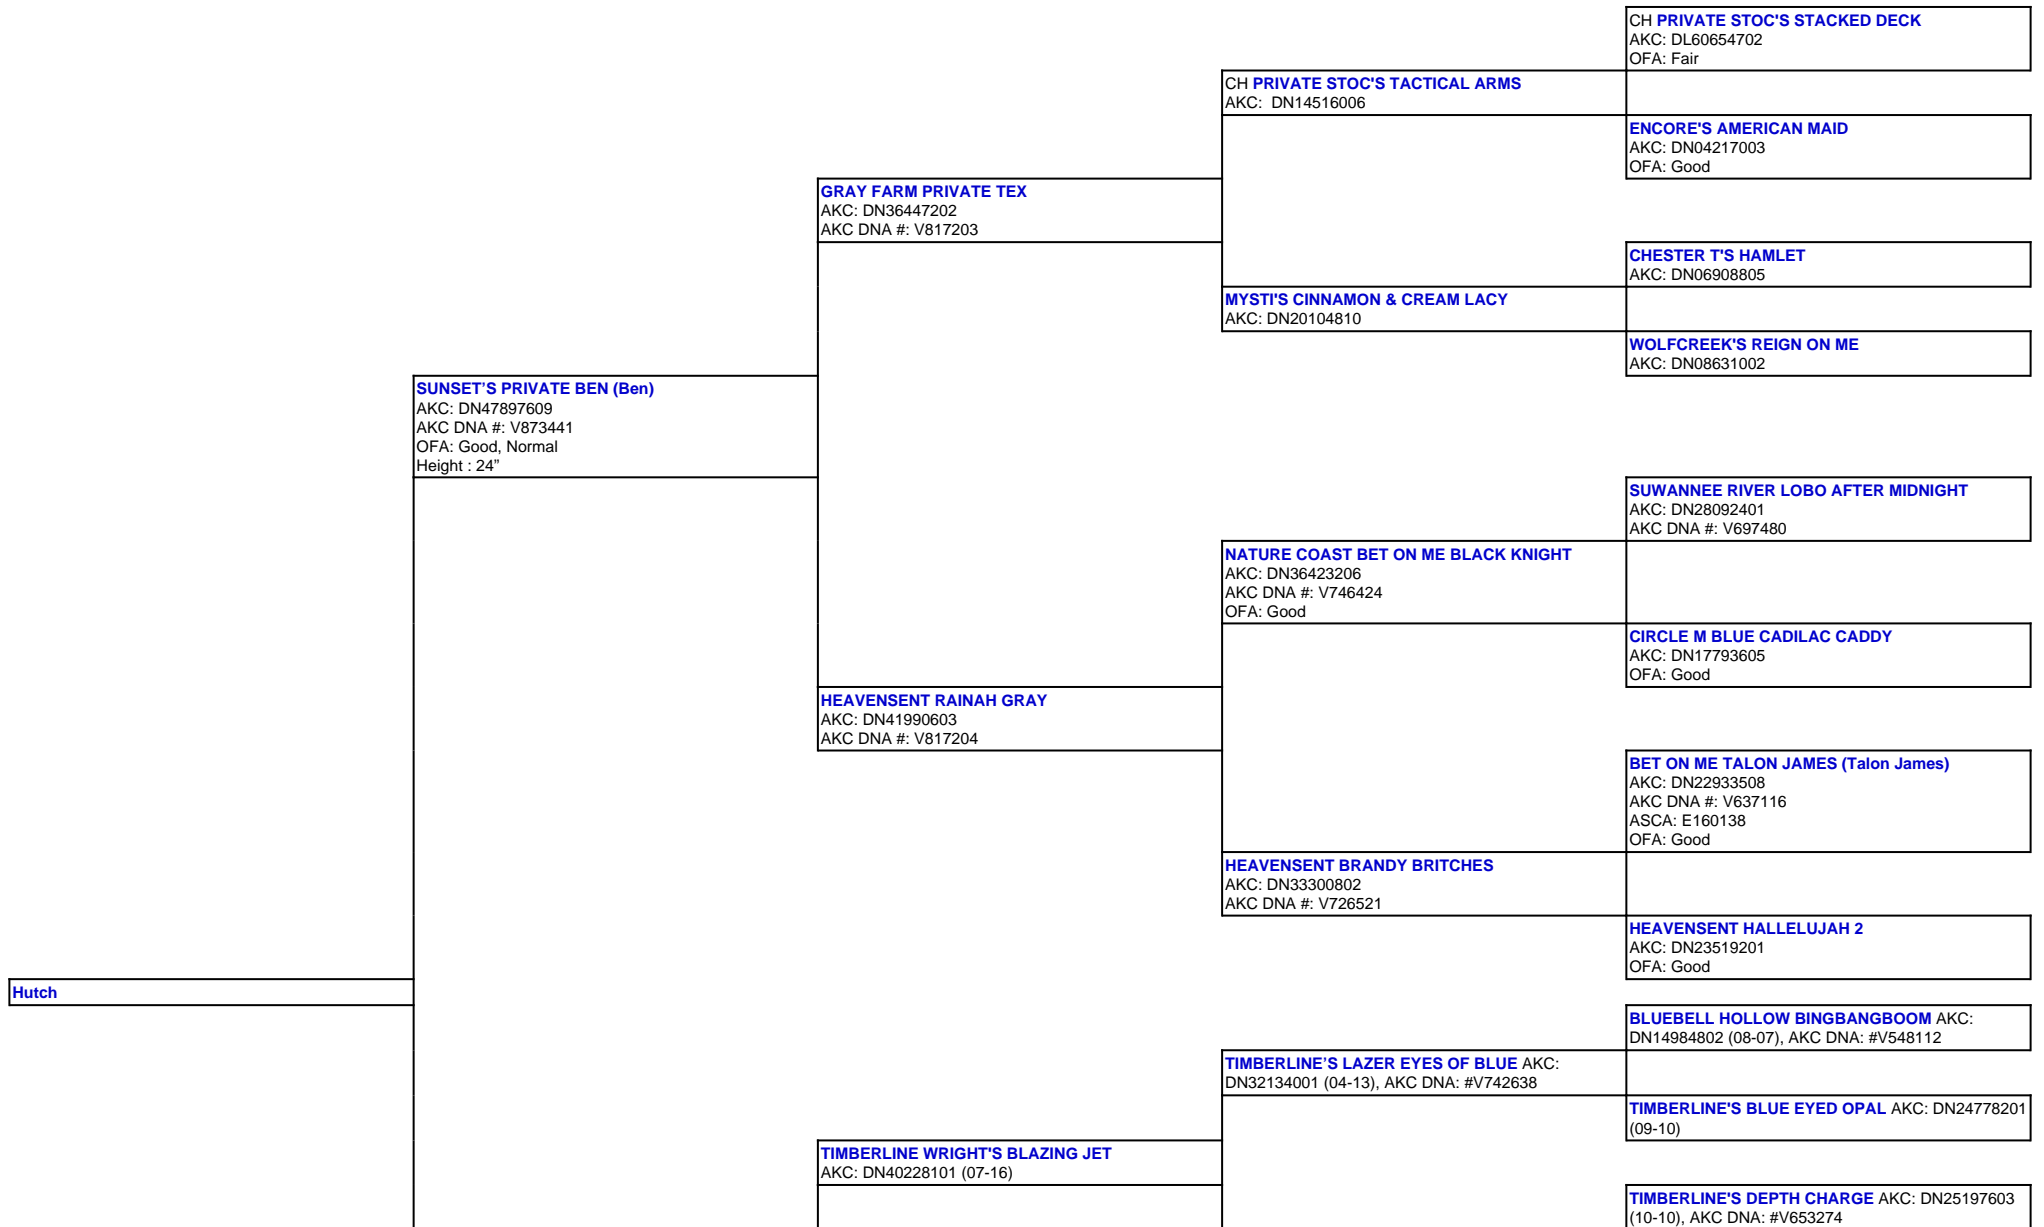 CH PRIVATE STOC'S STACKED DECK
AKC: DL60654702
OFA: Fair
CH PRIVATE STOC'S TACTICAL ARMS
AKC:  DN14516006
ENCORE'S AMERICAN MAID
AKC: DN04217003
OFA: Good
GRAY FARM PRIVATE TEX
AKC: DN36447202
AKC DNA #: V817203
CHESTER T'S HAMLET
AKC: DN06908805
MYSTI'S CINNAMON & CREAM LACY
AKC: DN20104810
WOLFCREEK'S REIGN ON ME
AKC: DN08631002
SUNSET’S PRIVATE BEN (Ben)
AKC: DN47897609
AKC DNA #: V873441
OFA: Good, Normal
Height : 24”
SUWANNEE RIVER LOBO AFTER MIDNIGHT
AKC: DN28092401
AKC DNA #: V697480
NATURE COAST BET ON ME BLACK KNIGHT
AKC: DN36423206
AKC DNA #: V746424
OFA: Good
CIRCLE M BLUE CADILAC CADDY
AKC: DN17793605
OFA: Good
HEAVENSENT RAINAH GRAY
AKC: DN41990603
AKC DNA #: V817204
BET ON ME TALON JAMES (Talon James)
AKC: DN22933508
AKC DNA #: V637116
ASCA: E160138
OFA: Good
HEAVENSENT BRANDY BRITCHES
AKC: DN33300802
AKC DNA #: V726521
HEAVENSENT HALLELUJAH 2
AKC: DN23519201
OFA: Good
Hutch
BLUEBELL HOLLOW BINGBANGBOOM AKC:
DN14984802 (08-07), AKC DNA: #V548112
TIMBERLINE’S LAZER EYES OF BLUE AKC:
DN32134001 (04-13), AKC DNA: #V742638
TIMBERLINE'S BLUE EYED OPAL AKC: DN24778201
(09-10)
TIMBERLINE WRIGHT'S BLAZING JET
AKC: DN40228101 (07-16)
TIMBERLINE'S DEPTH CHARGE AKC: DN25197603
(10-10), AKC DNA: #V653274